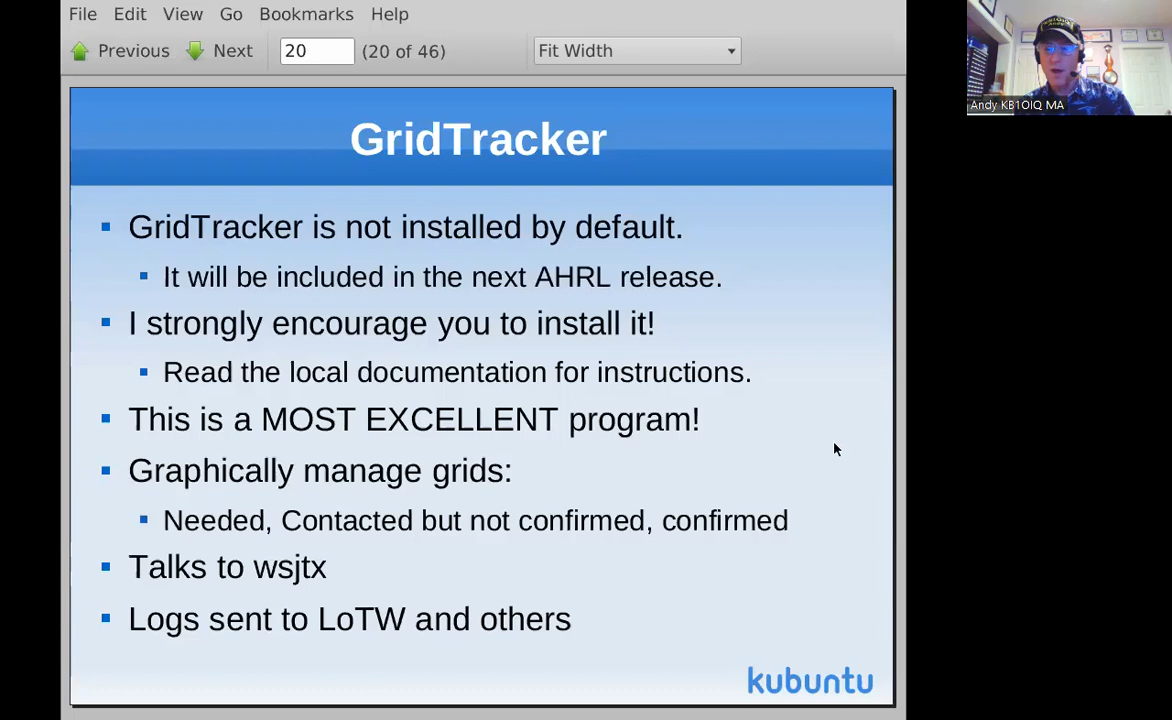 File Edit View Go Bookmarks Help
Previous Next 20 (20 of 46) Fit Width
Andy KB1OIQ MA
GridTracker
GridTracker is not installed by default.
It will be included in the next AHRL release.
I strongly encourage you to install it!
Read the local documentation for instructions.
This is a MOST EXCELLENT program!
Graphically manage grids:
Needed, Contacted but not confirmed, confirmed
Talks to wsjtx
Logs sent to LoTW and others
kubuntu